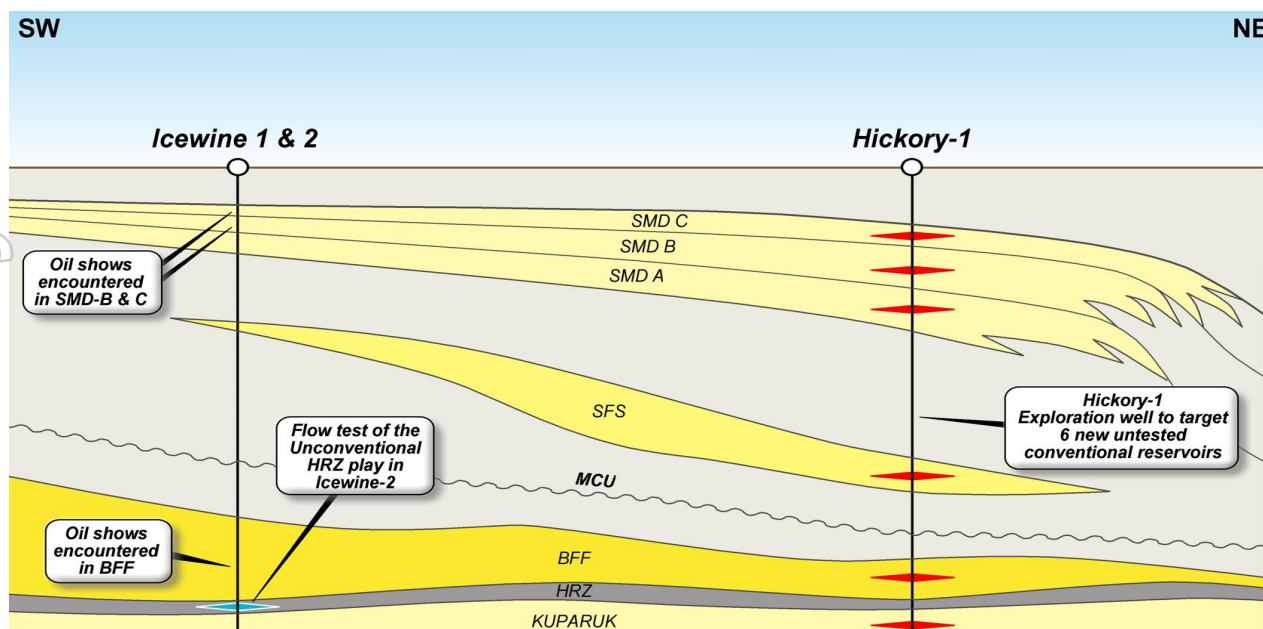 SW
NE
Icewine 1 & 2
Hickory-1
SMD C
SMD B
SMD A
Oil shows
encountered
in SMD-B & C
SFS
Hickory-1
Exploration well to target
6 new untested
conventional reservoirs
Flow test of the
Unconventional
HRZ play in
Icewine-2
MCU
Oil shows
encountered
in BFF
BFF
HRZ
KUPARUK